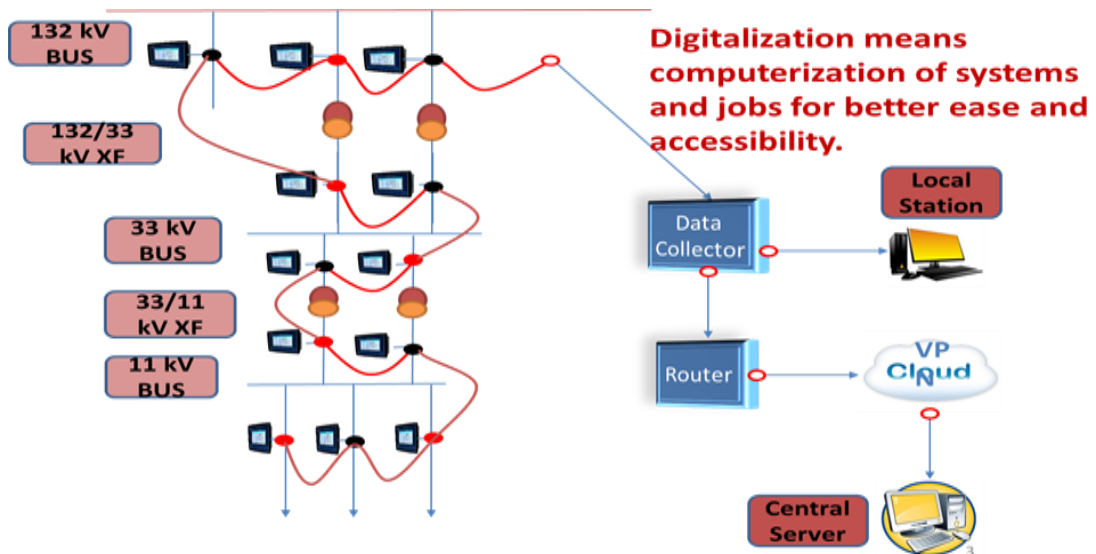 132 kV
BUS
Digitalization means
computerization of systems
and jobs for better ease and
accessibility.
132/33
kV XF
Local
Station
Data
Collector
33 kV
BUS
33/11
kV XF
11 kV
BUS
Router
VP
Cloud
N
Central
Server
3